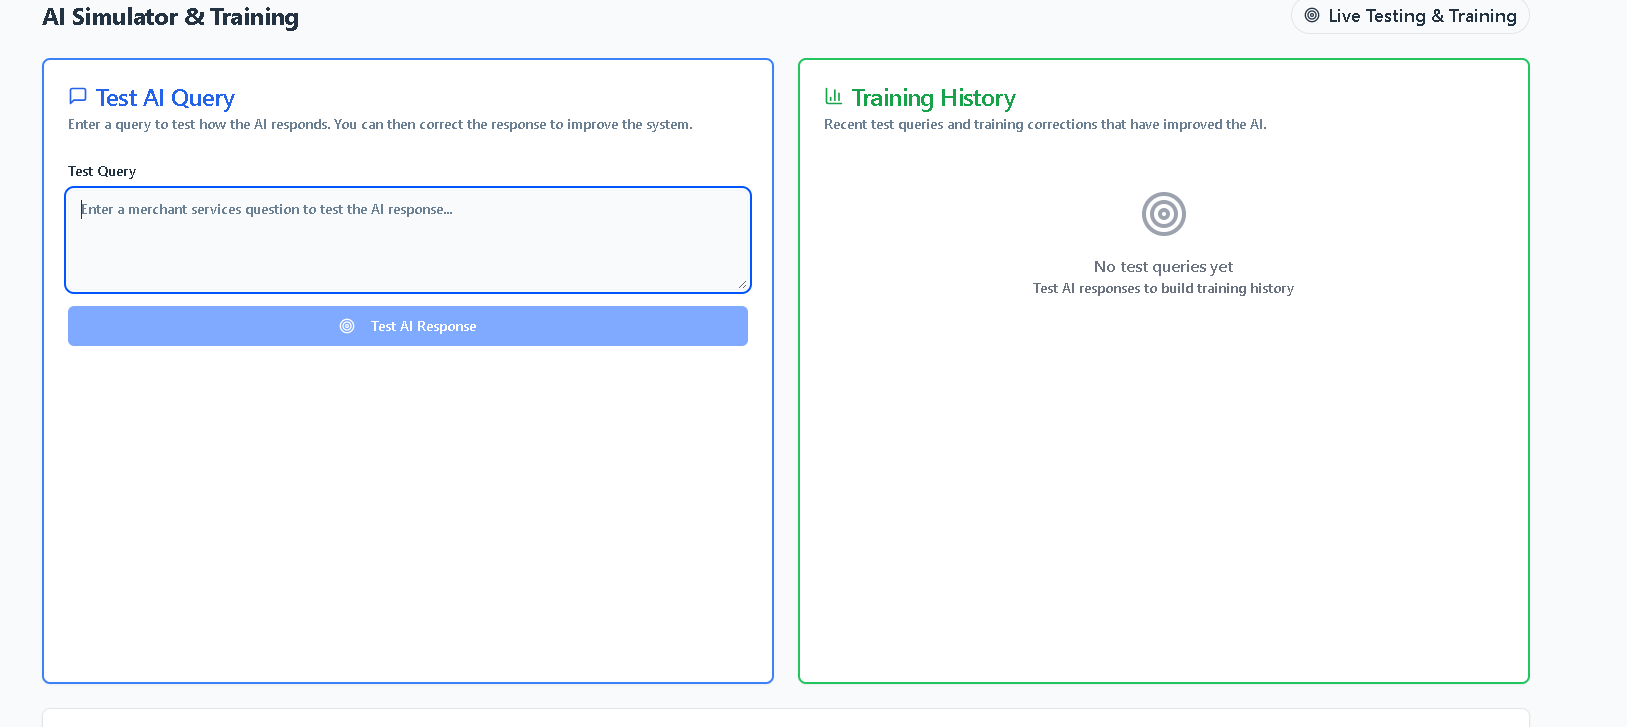 AI Simulator & Training
Live Testing & Training
Test AI Query
Enter a query to test how the AI responds. You can then correct the response to improve the system.
Test Query
Enter a merchant services question to test the AI response...
Test AI Response
Training History
Recent test queries and training corrections that have improved the AI.
No test queries yet
Test AI responses to build training history